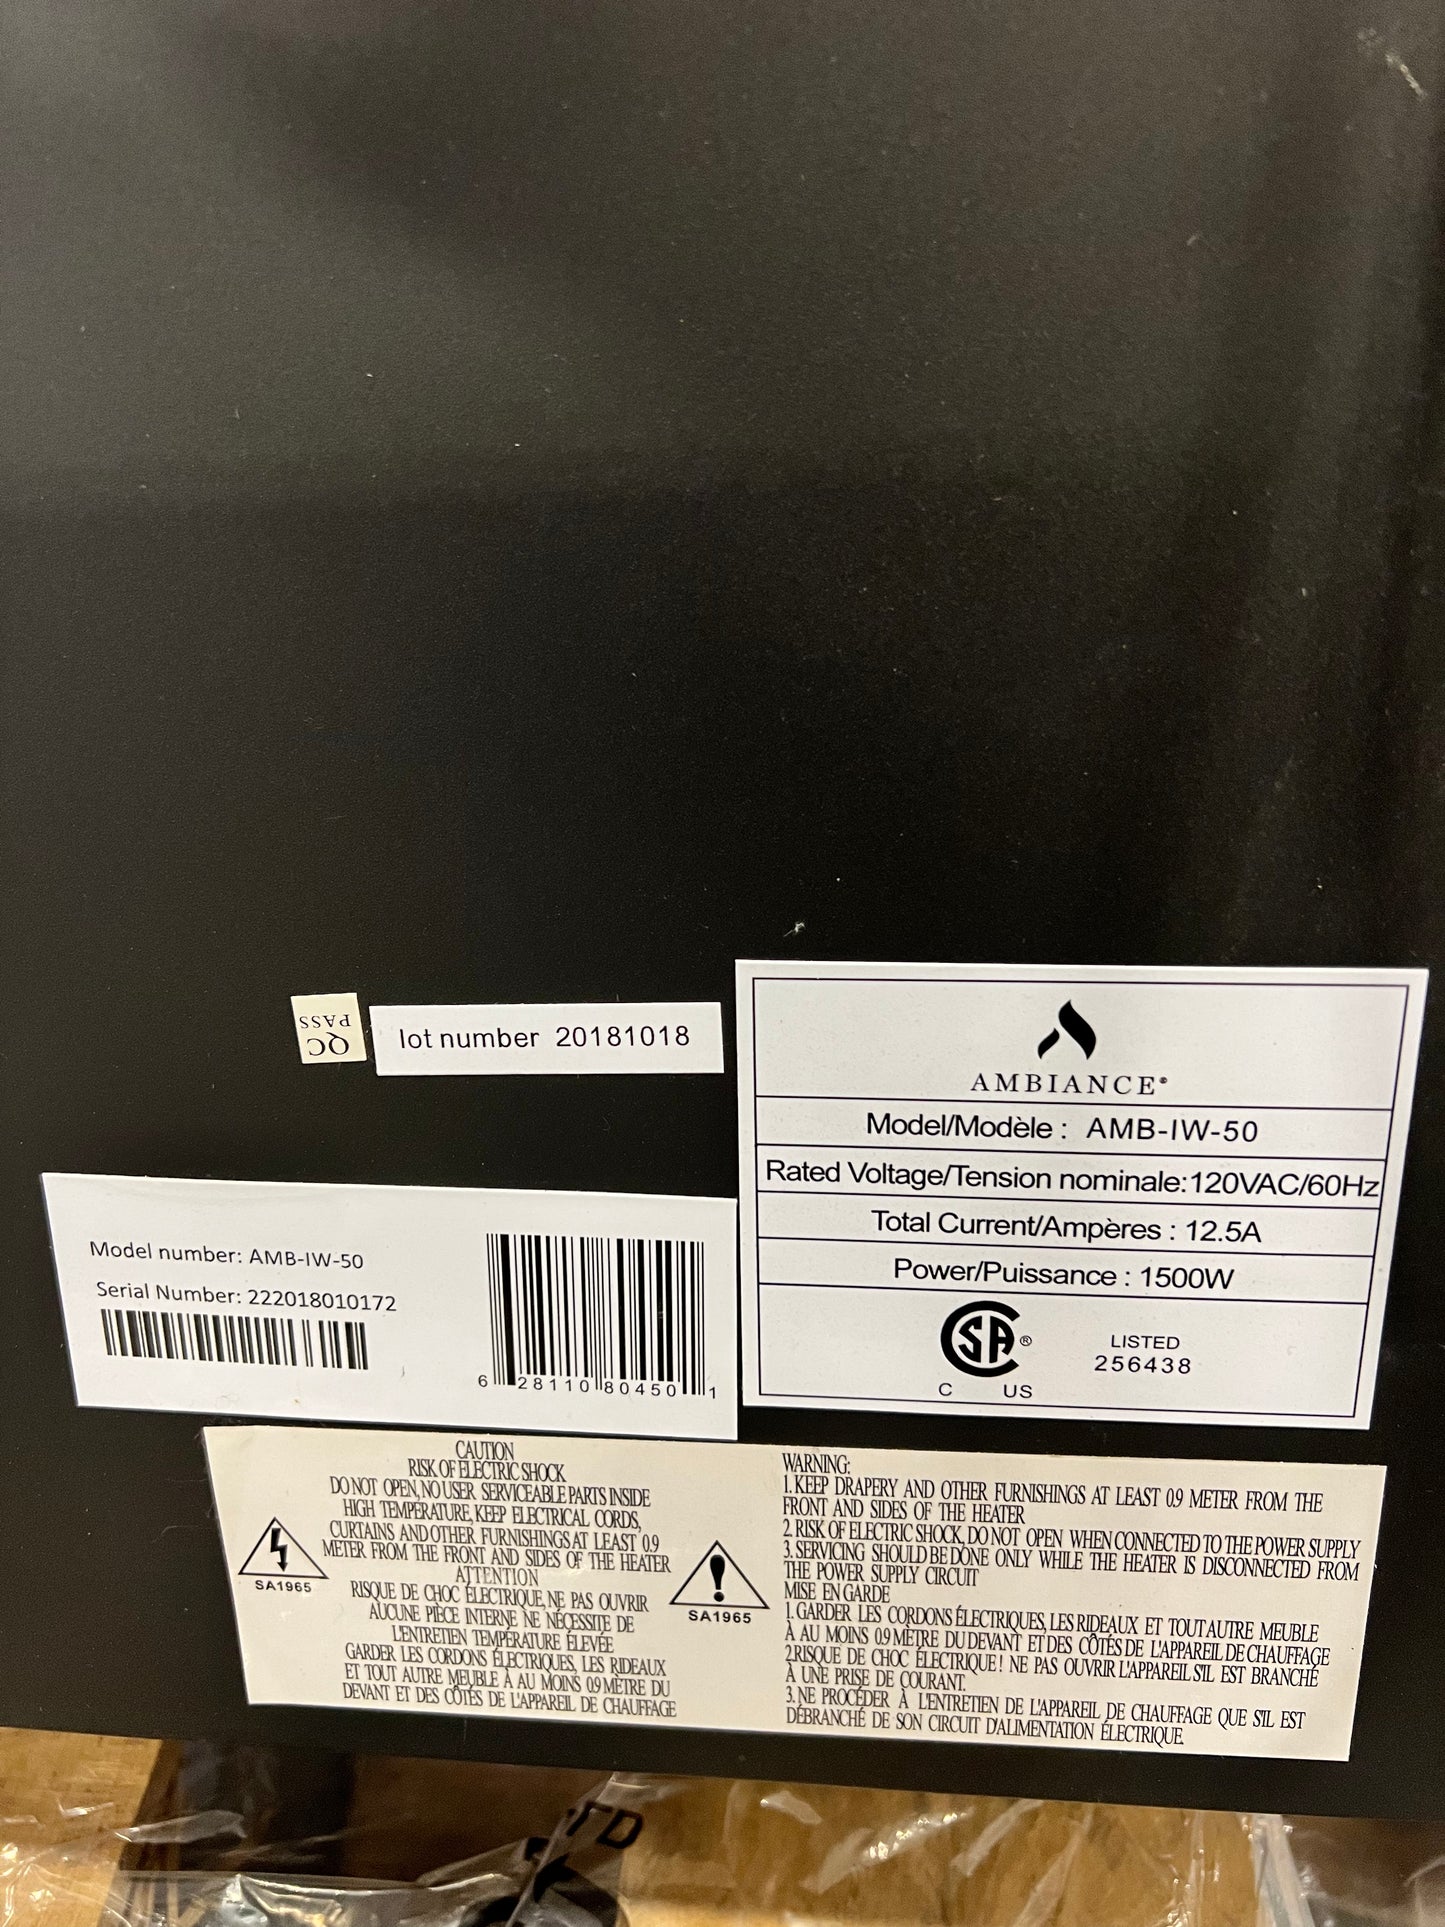 QC
PASS
lot number 20181018
AMBIANCE®
Model/Modèle : AMB-IW-50
Rated Voltage/Tension nominale:120VAC/60Hz
Total Current/Ampères : 12.5A
Power/Puissance : 1500W
SA®
C US
LISTED
256438
Model number: AMB-IW-50
Serial Number: 222018010172
6 28110 80450 1
CAUTION
RISK OF ELECTRIC SHOCK
DO NOT OPEN, NO USER SERVICEABLE PARTS INSIDE
HIGH TEMPERATURE, KEEP ELECTRICAL CORDS,
CURTAINS AND OTHER FURNISHINGS AT LEAST 0.9
METER FROM THE FRONT AND SIDES OF THE HEATER
ATTENTION
RISQUE DE CHOC ÉLECTRIQUE, NE PAS OUVRIR
AUCUNE PIÈCE INTERNE NE NÉCESSITE DE
L'ENTRETIEN TEMPÉRATURE ÉLEVÉE
GARDER LES CORDONS ÉLECTRIQUES, LES RIDEAUX
ET TOUT AUTRE MEUBLE À AU MOINS 0.9 MÈTRE DU
DEVANT ET DES CÔTÉS DE L'APPAREIL DE CHAUFFAGE
SA1965
SA1965
WARNING:
1. KEEP DRAPERY AND OTHER FURNISHINGS AT LEAST 0.9 METER FROM THE
FRONT AND SIDES OF THE HEATER
2. RISK OF ELECTRIC SHOCK, DO NOT OPEN WHEN CONNECTED TO THE POWER SUPPLY
3. SERVICING SHOULD BE DONE ONLY WHILE THE HEATER IS DISCONNECTED FROM
THE POWER SUPPLY CIRCUIT
MISE EN GARDE
1. GARDER LES CORDONS ÉLECTRIQUES, LES RIDEAUX ET TOUT AUTRE MEUBLE
À AU MOINS 0.9 MÈTRE DU DEVANT ET DES CÔTÉS DE L'APPAREIL DE CHAUFFAGE
2.RISQUE DE CHOC ÉLECTRIQUE! NE PAS OUVRIR L'APPAREIL S'IL EST BRANCHÉ
À UNE PRISE DE COURANT.
3. NE PROCÉDER À L'ENTRETIEN DE L'APPAREIL DE CHAUFFAGE QUE S'IL EST
DÉBRANCHÉ DE SON CIRCUIT D'ALIMENTATION ÉLECTRIQUE.